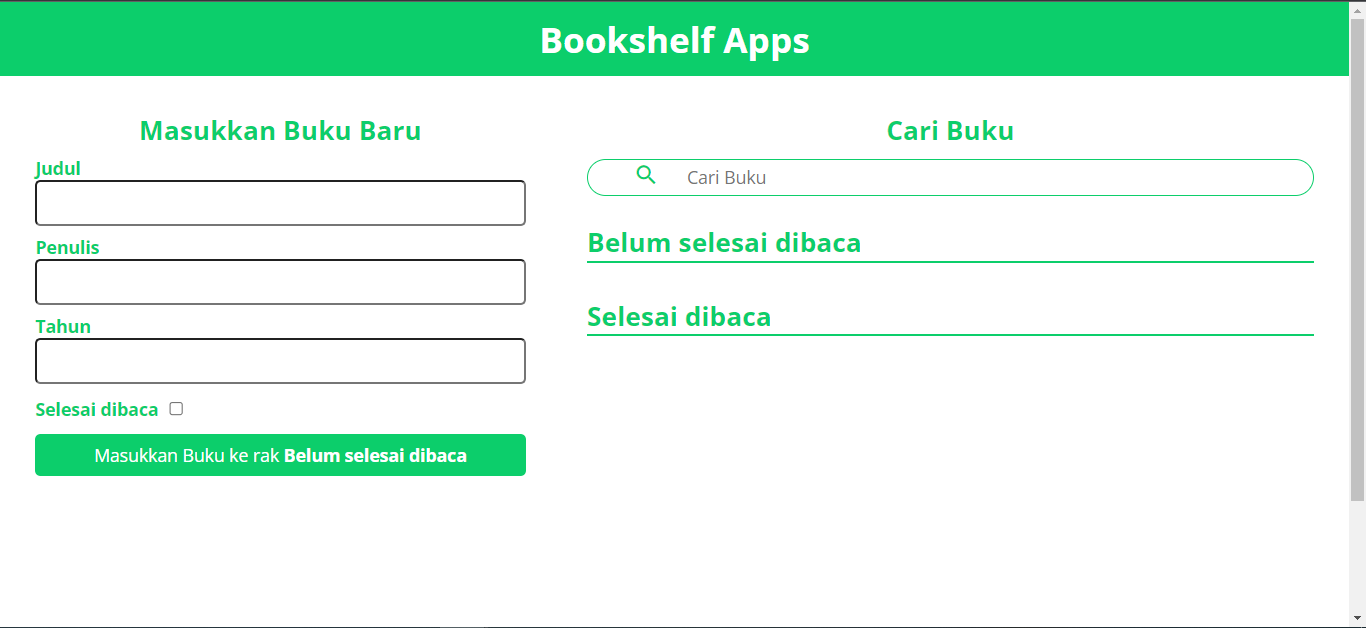 Bookshelf Apps
Masukkan Buku Baru
Judul
Penulis
Tahun
Selesai dibaca
Masukkan Buku ke rak Belum selesai dibaca
Cari Buku
Cari Buku
Belum selesai dibaca
Selesai dibaca